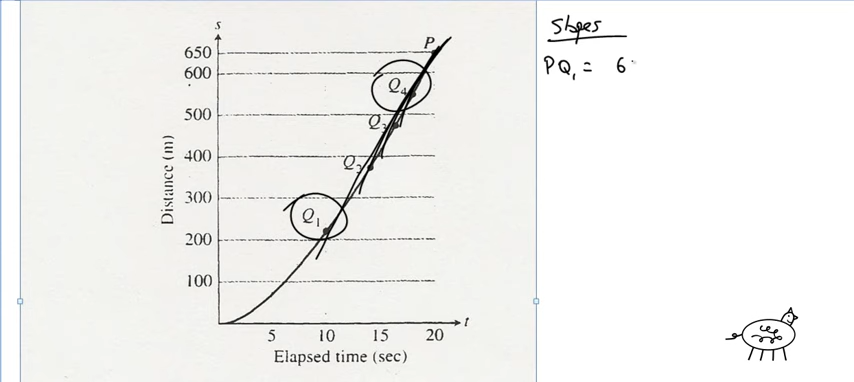 s
650
600
500
400
300
200
100
Distance (m)
P
Q4
Q3
Q2
Q1
5 10 15 20
t
Elapsed time (sec)
Slopes
PQ1 = 6